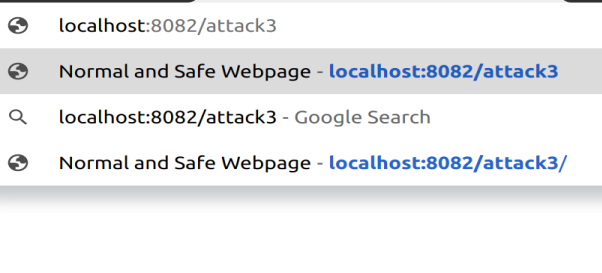 localhost:8082/attack3
Normal and Safe Webpage - localhost:8082/attack3
localhost:8082/attack3 - Google Search
Normal and Safe Webpage - localhost:8082/attack3/